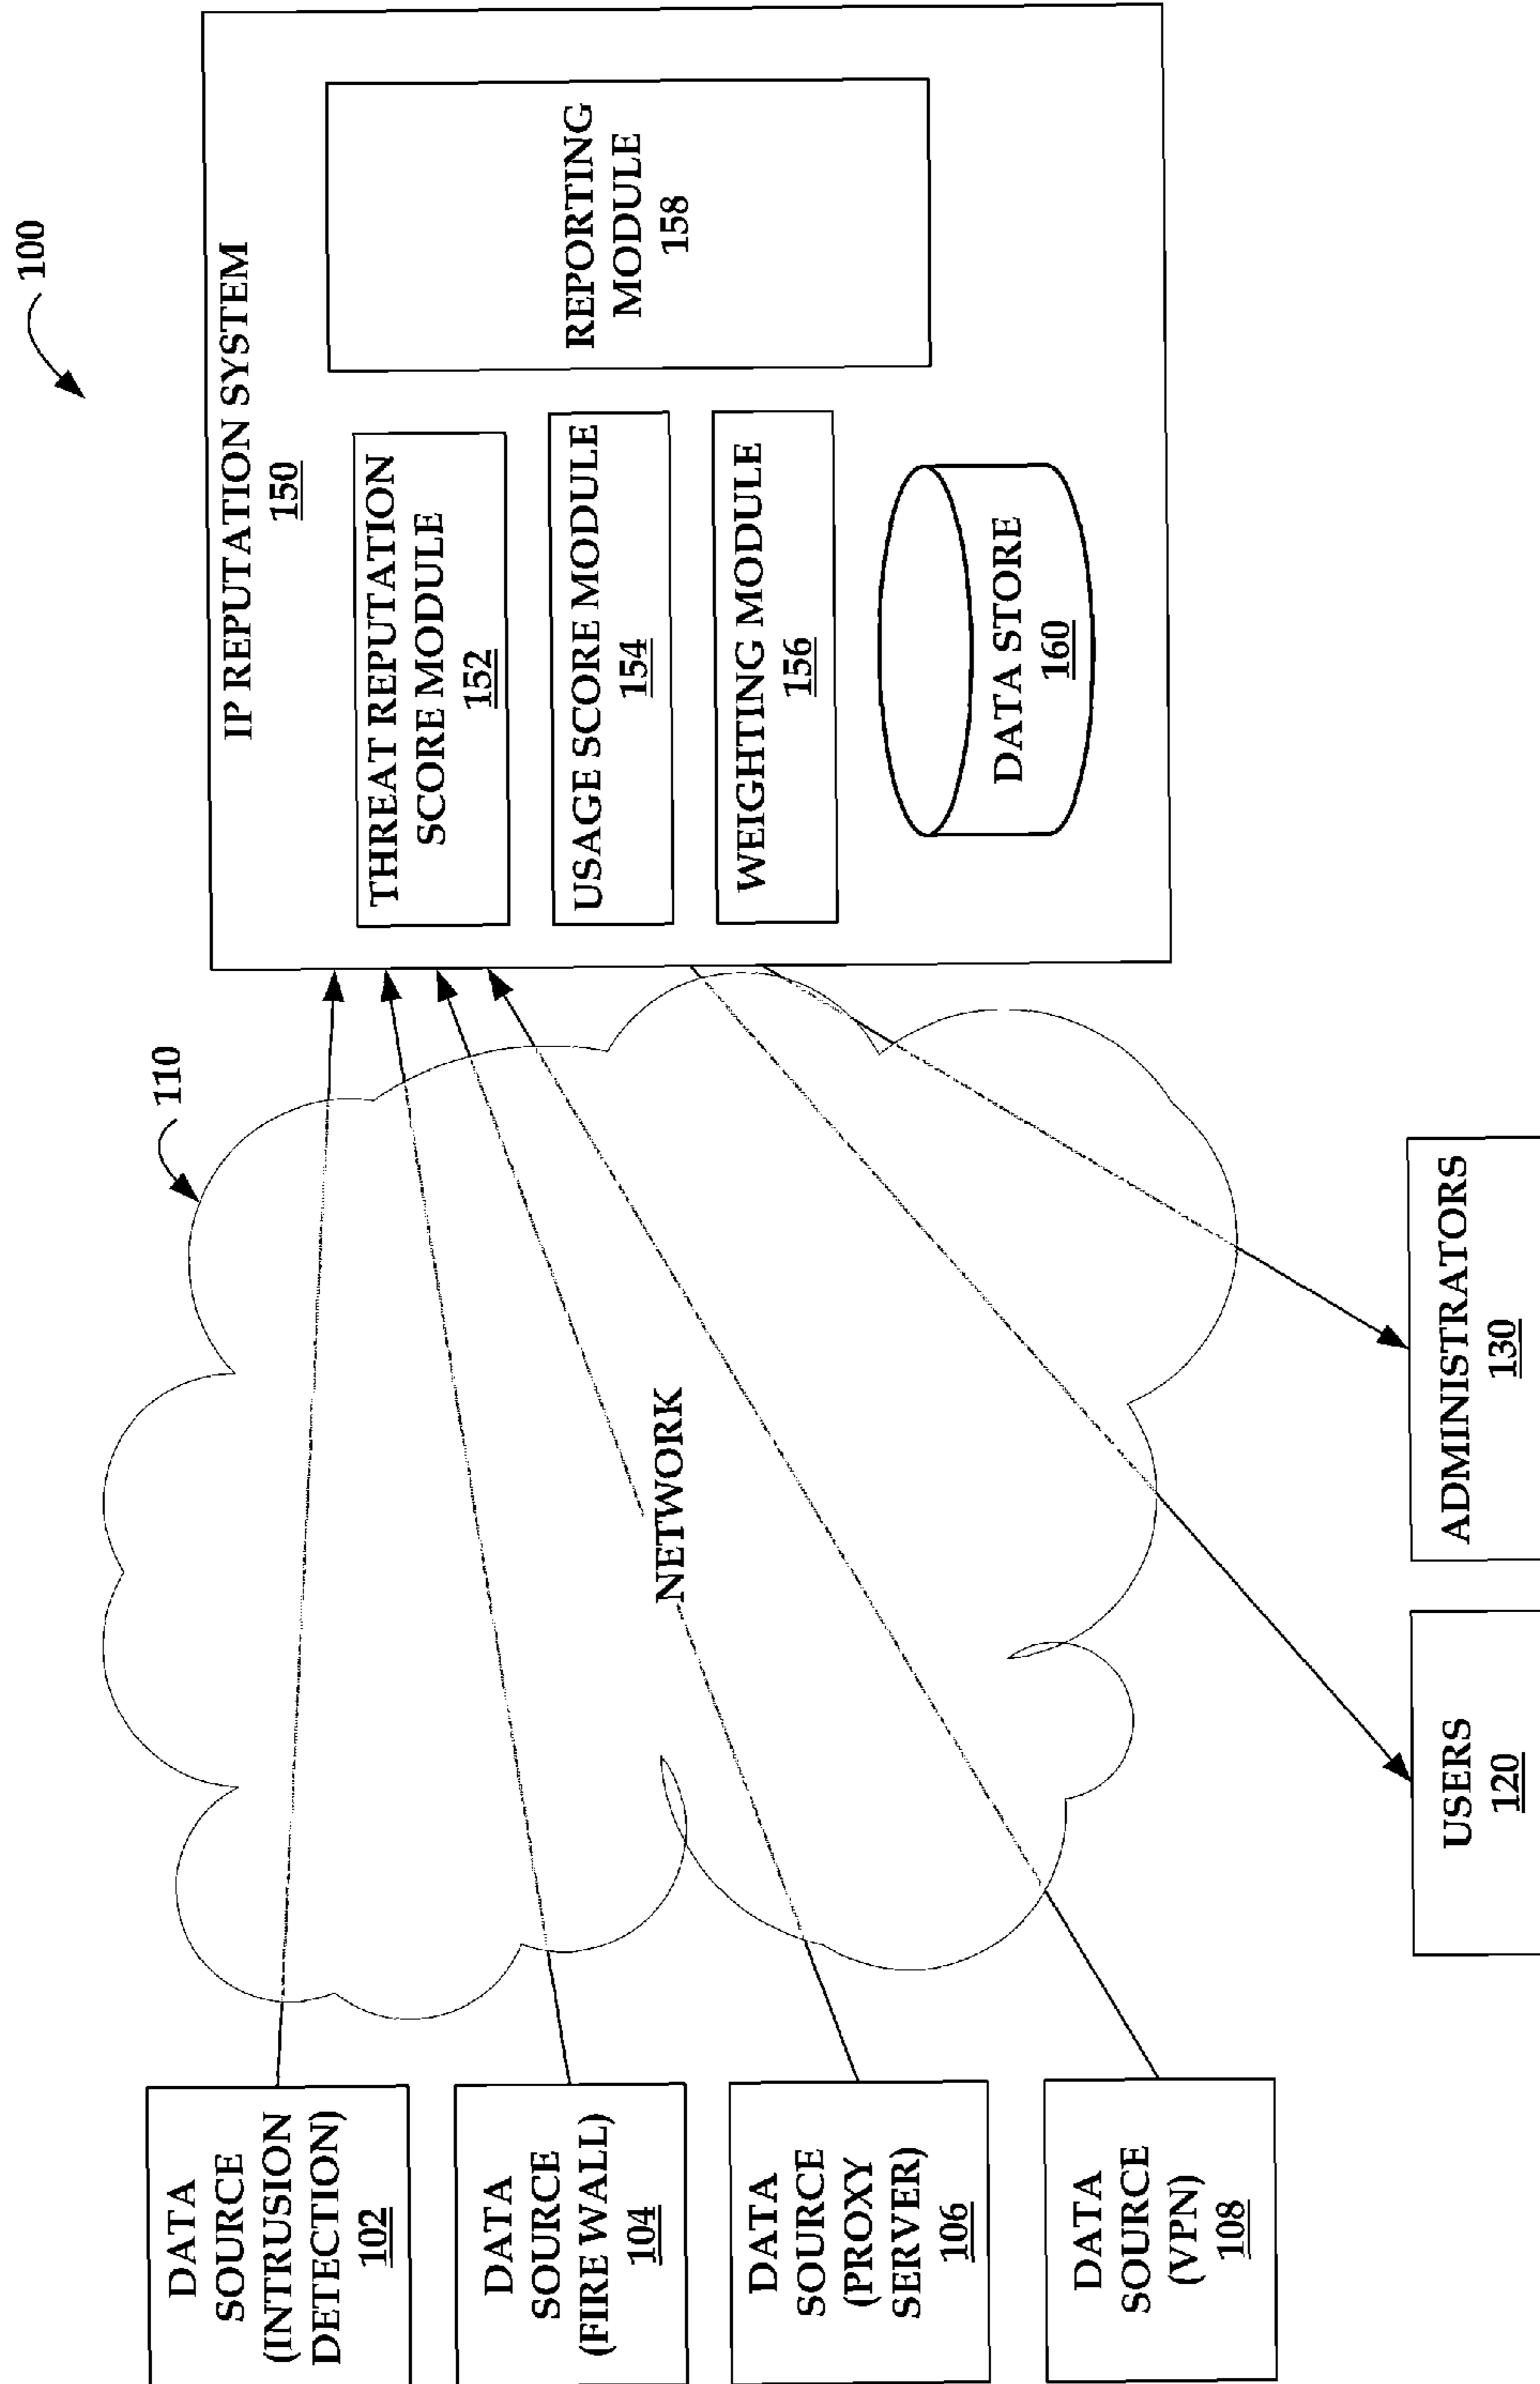 100
110
DATA
SOURCE
(INTRUSION
DETECTION)
102
DATA
SOURCE
(FIRE WALL)
104
DATA
SOURCE
(PROXY
SERVER)
106
DATA
SOURCE
(VPN)
108
NETWORK
IP REPUTATION SYSTEM
150
THREAT REPUTATION
SCORE MODULE
152
USAGE SCORE MODULE
154
WEIGHTING MODULE
156
DATA STORE
160
REPORTING
MODULE
158
USERS
120
ADMINISTRATORS
130